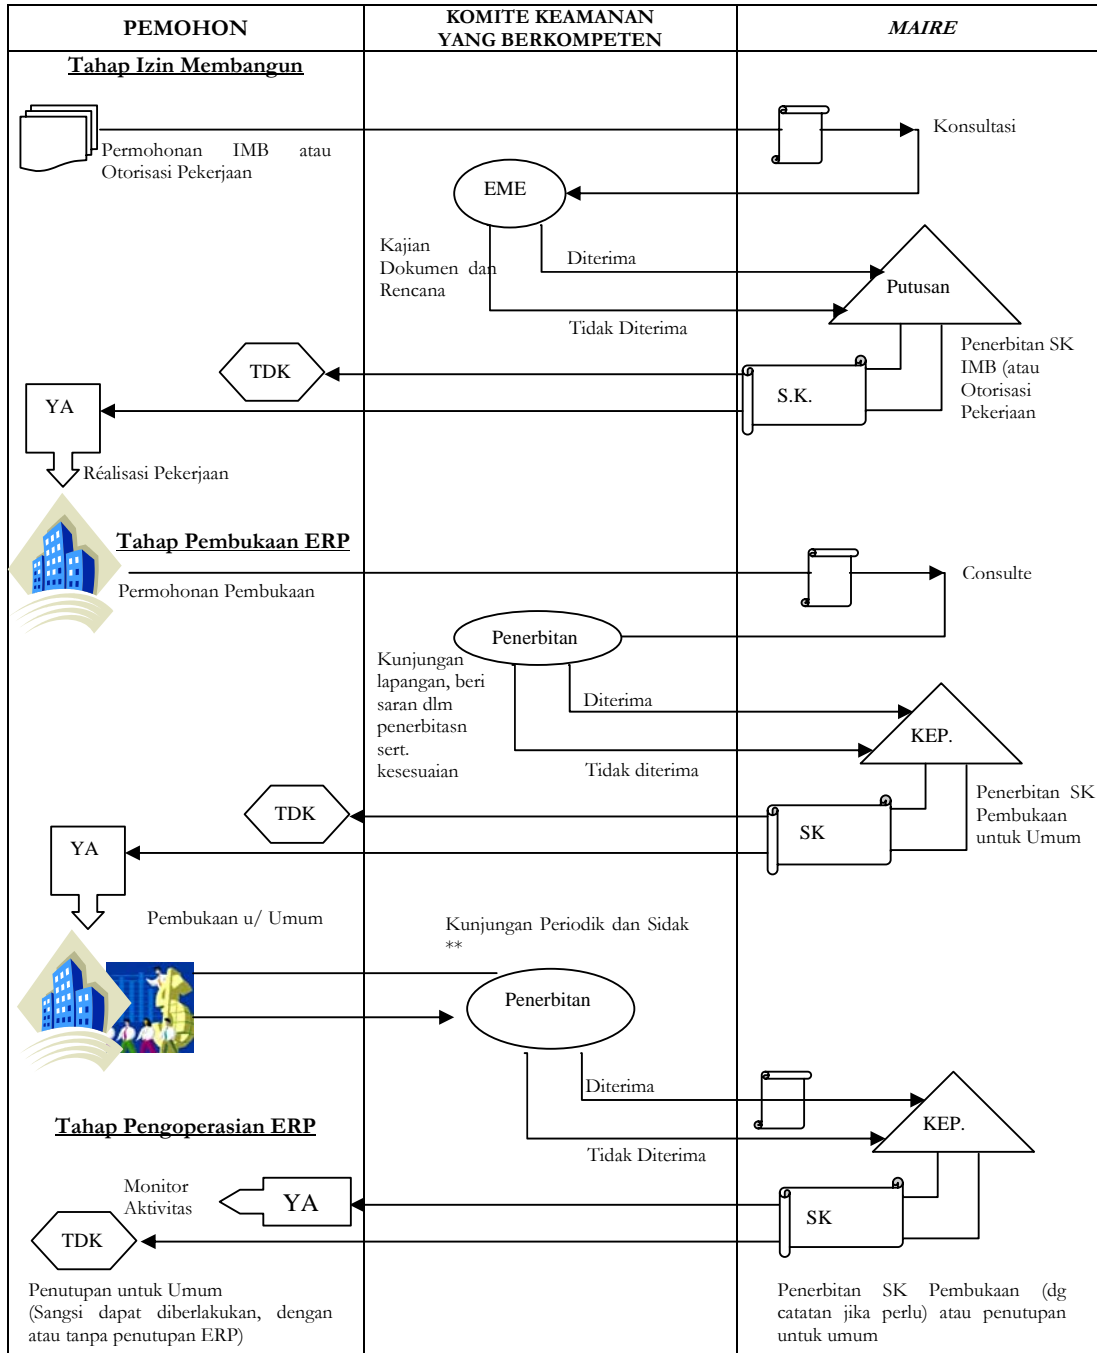 PEMOHON
KOMITE KEAMANAN
YANG BERKOMPETEN
MAIRE
Tahap Izin Membangun
Permohonan IMB atau
Otorisasi Pekerjaan
Konsultasi
EME
Kajian
Dokumen dan
Rencana
Diterima
Tidak Diterima
Putusan
Penerbitan SK
IMB (atau
Otorisasi
Pekerjaan
TDK
S.K.
YA
Réalisasi Pekerjaan
Tahap Pembukaan ERP
Permohonan Pembukaan
Consulte
Penerbitan
Kunjungan
lapangan, beri
saran dlm
penerbitasn
sert.
kesesuaian
Diterima
Tidak diterima
KEP.
Penerbitan SK
Pembukaan
untuk Umum
TDK
SK
YA
Pembukaan u/ Umum
Kunjungan Periodik dan Sidak
**
Penerbitan
Diterima
Tidak Diterima
KEP.
Tahap Pengoperasian ERP
Monitor
Aktivitas
YA
SK
TDK
Penutupan untuk Umum
(Sangsi dapat diberlakukan, dengan
atau tanpa penutupan ERP)
Penerbitan SK Pembukaan (dg
catatan jika perlu) atau penutupan
untuk umum